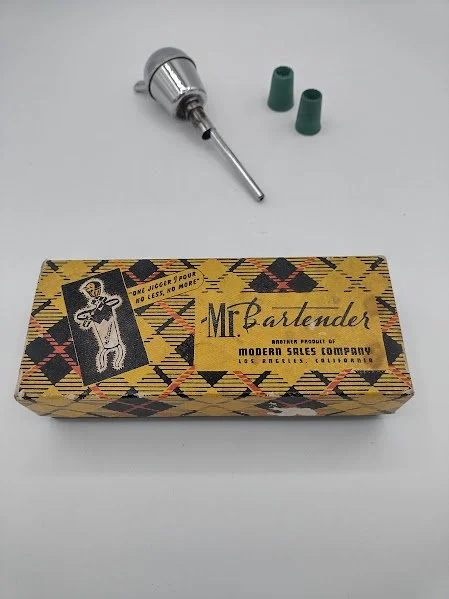 "ONE JIGGER I POUR
NO LESS, NO MORE"
Mr. Bartender
ANOTHER PRODUCT OF
MODERN SALES COMPANY
LOS ANGELES, CALIFORNIA